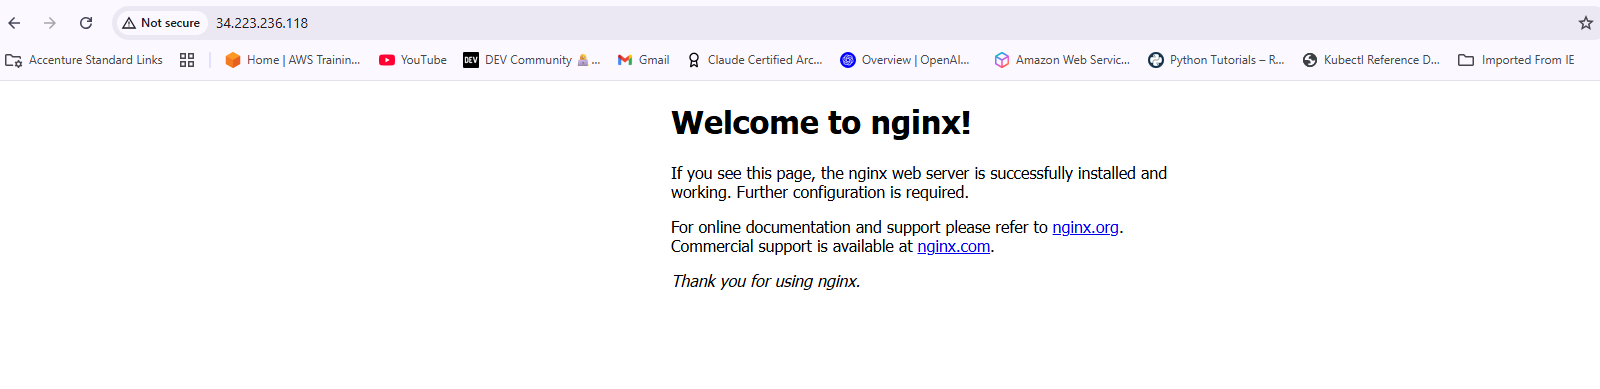 Not secure 34.223.236.118
Accenture Standard Links Home | AWS Trainin... YouTube DEV Community 👩‍💻... Gmail Claude Certified Arc... Overview | OpenAI... Amazon Web Servic... Python Tutorials – R... Kubectl Reference D... Imported From IE
Welcome to nginx!
If you see this page, the nginx web server is successfully installed and
working. Further configuration is required.
For online documentation and support please refer to nginx.org.
Commercial support is available at nginx.com.
Thank you for using nginx.